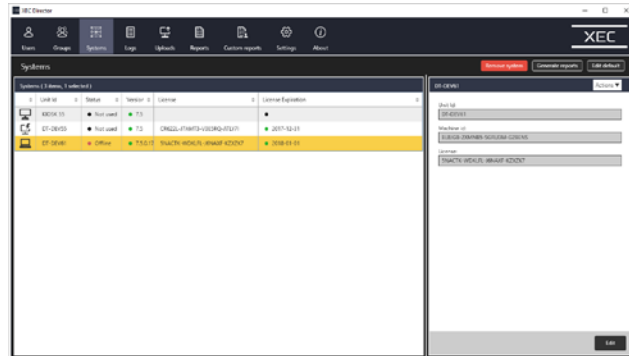 XEC Director
Users Groups Systems Logs Uploads Reports Custom reports Settings About
XEC
Systems
Remove system Generate reports Edit default
Systems ( 3 items, 1 selected )
Unit Id Status Version License License Expiration
Not used 7.5
DT-DEV55 Not used 7.5 2017-12-31
DT-DEV61 Offline 2018-01-01
DT-DEV61 Actions
Unit Id
DT-DEV61
Machine id
License
Edit